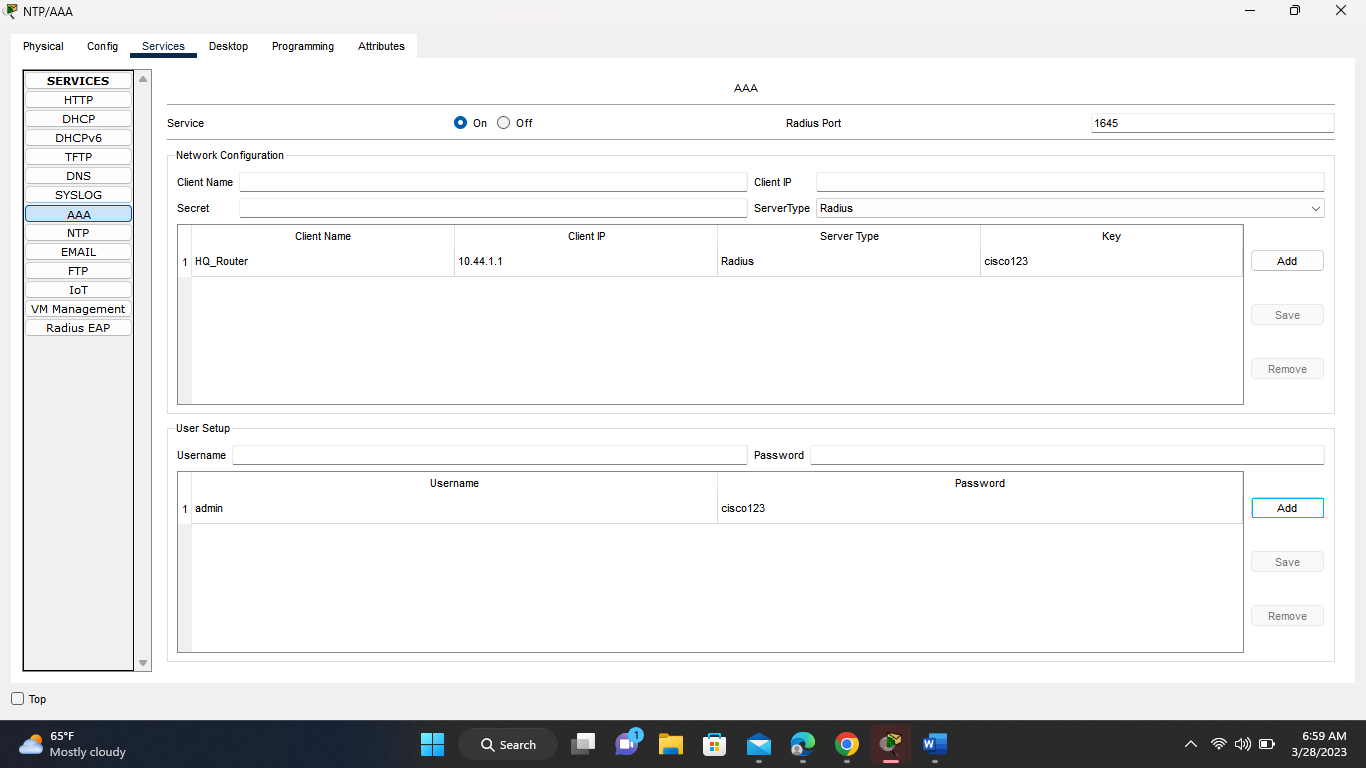 NTP/AAA
Physical Config Services Desktop Programming Attributes
SERVICES
HTTP
DHCP
DHCPv6
TFTP
DNS
SYSLOG
AAA
NTP
EMAIL
FTP
IoT
VM Management
Radius EAP
AAA
Service On Off Radius Port 1645
Network Configuration
Client Name Client IP
Secret ServerType Radius
Client Name Client IP Server Type Key
1 HQ_Router 10.44.1.1 Radius cisco123
Add
Save
Remove
User Setup
Username Password
Username Password
1 admin cisco123
Add
Save
Remove
Top
65°F
Mostly cloudy
Search
1
W
6:59 AM
3/28/2023